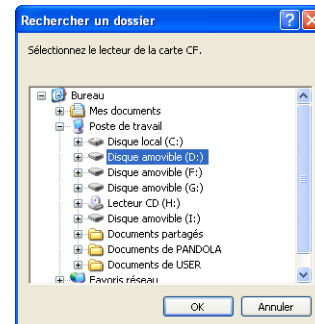 Rechercher un dossier
Sélectionnez le lecteur de la carte CF.
Bureau
Mes documents
Poste de travail
Disque local (C:)
Disque amovible (D:)
Disque amovible (F:)
Disque amovible (G:)
Lecteur CD (H:)
Disque amovible (I:)
Documents partagés
Documents de PANDOLA
Documents de USER
Favoris réseau
OK Annuler